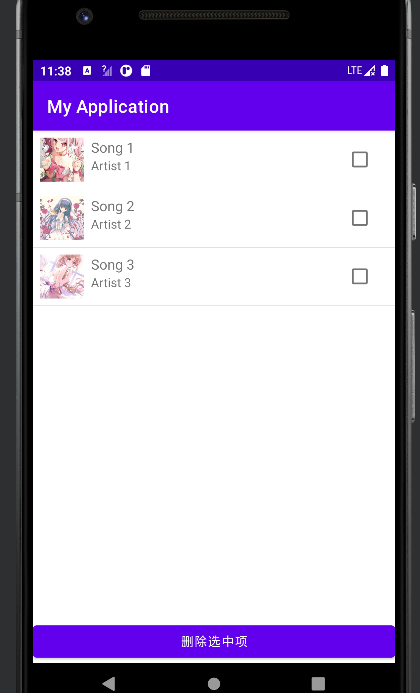 11:38
LTE
My Application
Song 1
Artist 1
Song 2
Artist 2
Song 3
Artist 3
删除选中项